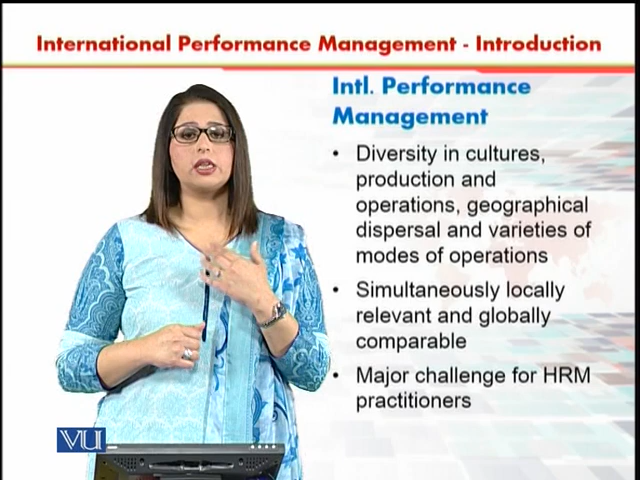 International Performance Management - Introduction
Intl. Performance
Management
• Diversity in cultures,
production and
operations, geographical
dispersal and varieties of
modes of operations
• Simultaneously locally
relevant and globally
comparable
• Major challenge for HRM
practitioners
VU